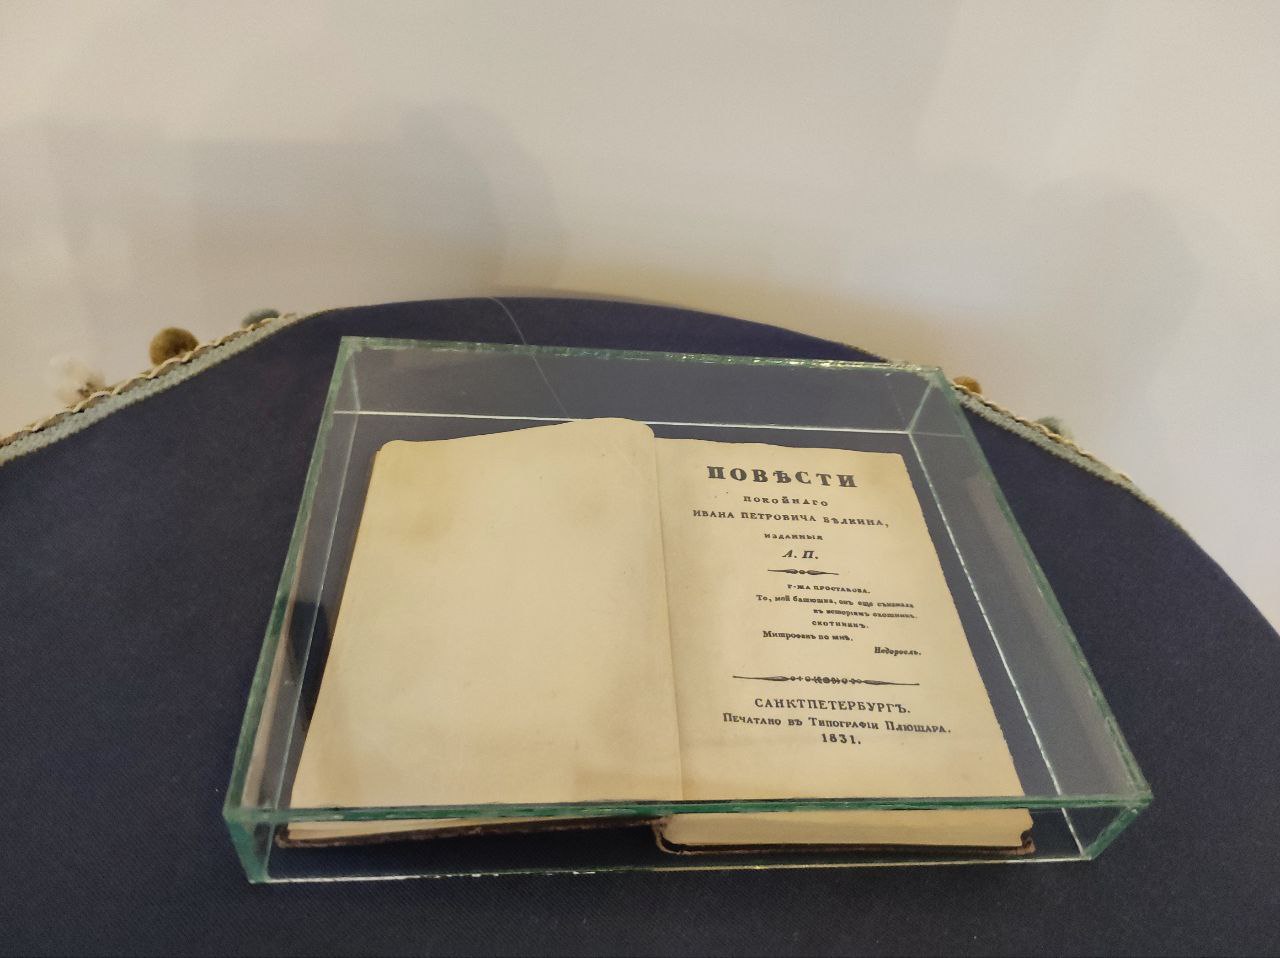 ПОВѢСТИ
ПОКОЙНАГО
ИВАНА ПЕТРОВИЧА БѢЛКИНА,
ИЗДАННЫЯ
А. П.
Г-ЖА ПРОСТАКОВА.
То, мой батюшка, онъ еще съизмала
къ исторіямъ охотникъ.
СКОТИНИНЪ.
Митрофанъ по мнѣ.
Недоросль.
САНКТПЕТЕРБУРГЪ.
Печатано въ Типографіи Плюшара.
1831.